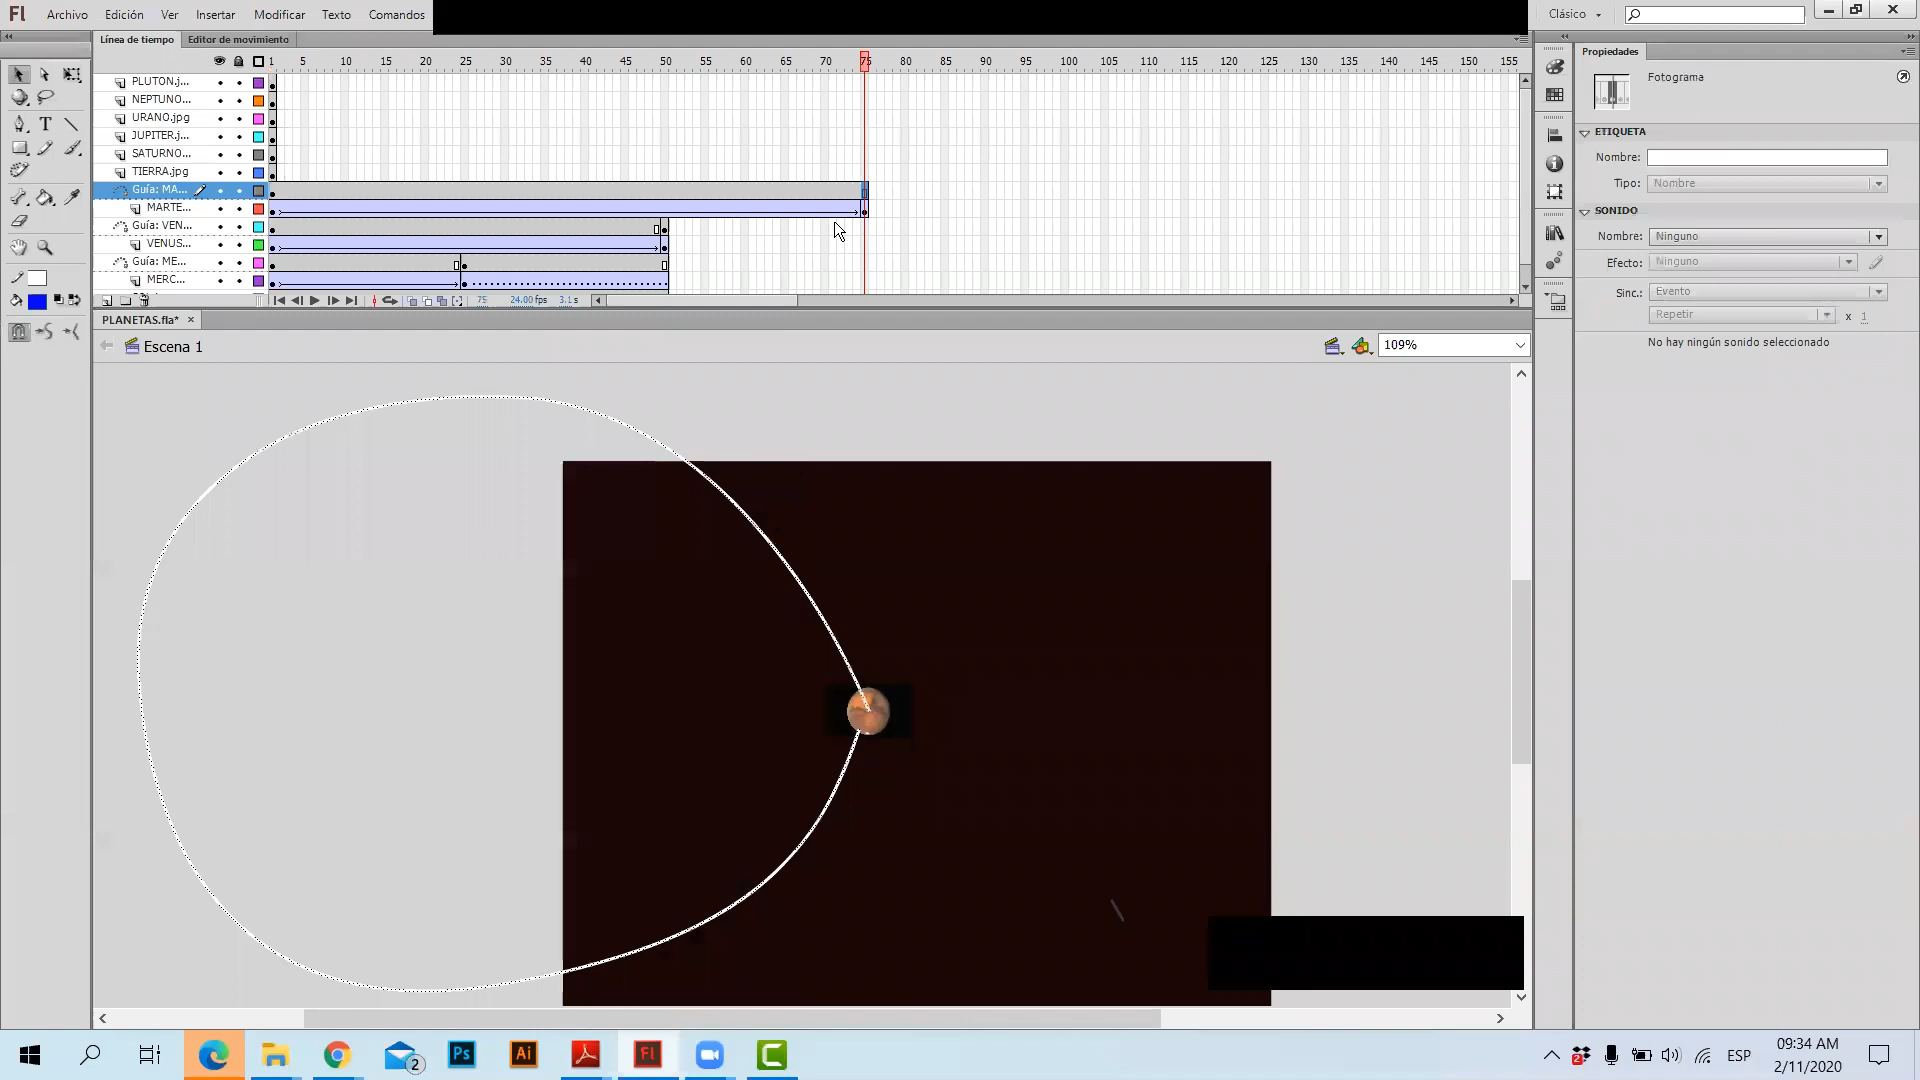 Fl Archivo Edición Ver Insertar Modificar Texto Comandos Clásico
Línea de tiempo Editor de movimiento
1 5 10 15 20 25 30 35 40 45 50 55 60 65 70 75 80 85 90 95 100 105 110 115 120 125 130 135 140 145 150 155
PLUTON.j...
NEPTUNO...
URANO.jpg
JUPITER.j...
SATURNO...
TIERRA.jpg
Guía: MA...
MARTE...
Guía: VEN...
VENUS...
Guía: ME...
MERC...
75 24.00 fps 3.1 s
PLANETAS.fla* ×
Escena 1
109%
Propiedades
Fotograma
ETIQUETA
Nombre:
Tipo: Nombre
SONIDO
Nombre: Ninguno
Efecto: Ninguno
Sinc.: Evento
Repetir x 1
No hay ningún sonido seleccionado
T
2 Ps Ai Fl 2 ESP
09:34 AM
2/11/2020